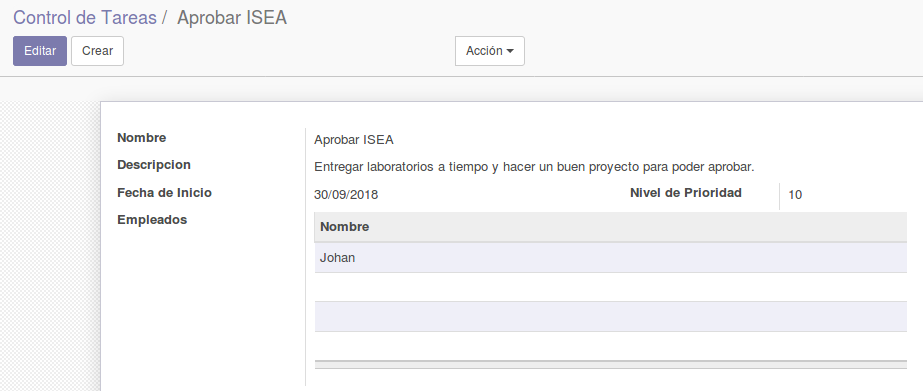 Control de Tareas / Aprobar ISEA
Editar Crear Acción
Nombre Aprobar ISEA
Descripcion Entregar laboratorios a tiempo y hacer un buen proyecto para poder aprobar.
Fecha de Inicio 30/09/2018 Nivel de Prioridad 10
Empleados
Nombre
Johan